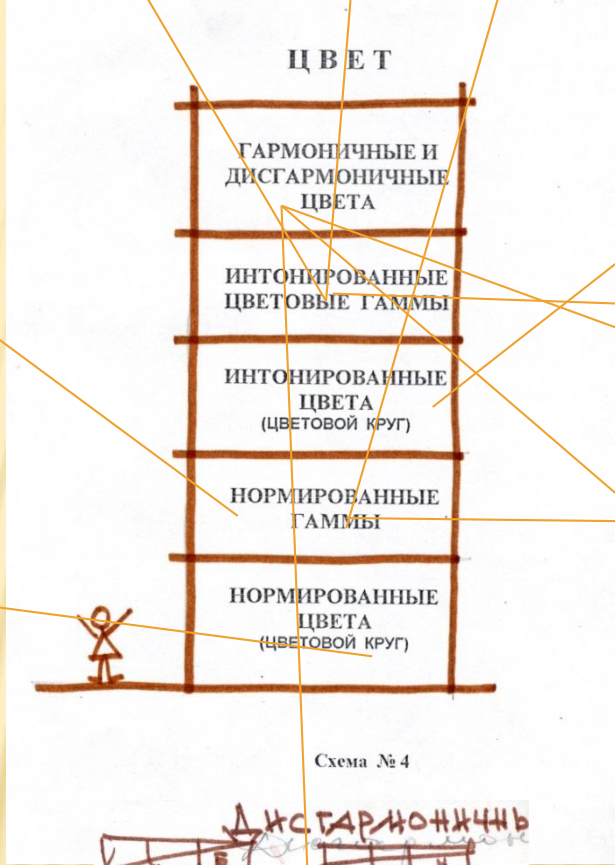 ЦВЕТ
ГАРМОНИЧНЫЕ И
ДИСГАРМОНИЧНЫЕ
ЦВЕТА
ИНТОНИРОВАННЫЕ
ЦВЕТОВЫЕ ГАММЫ
ИНТОНИРОВАННЫЕ
ЦВЕТА
(ЦВЕТОВОЙ КРУГ)
НОРМИРОВАННЫЕ
ГАММЫ
НОРМИРОВАННЫЕ
ЦВЕТА
(ЦВЕТОВОЙ КРУГ)
Схема № 4
ДИСГАРМОНИЧНЬ